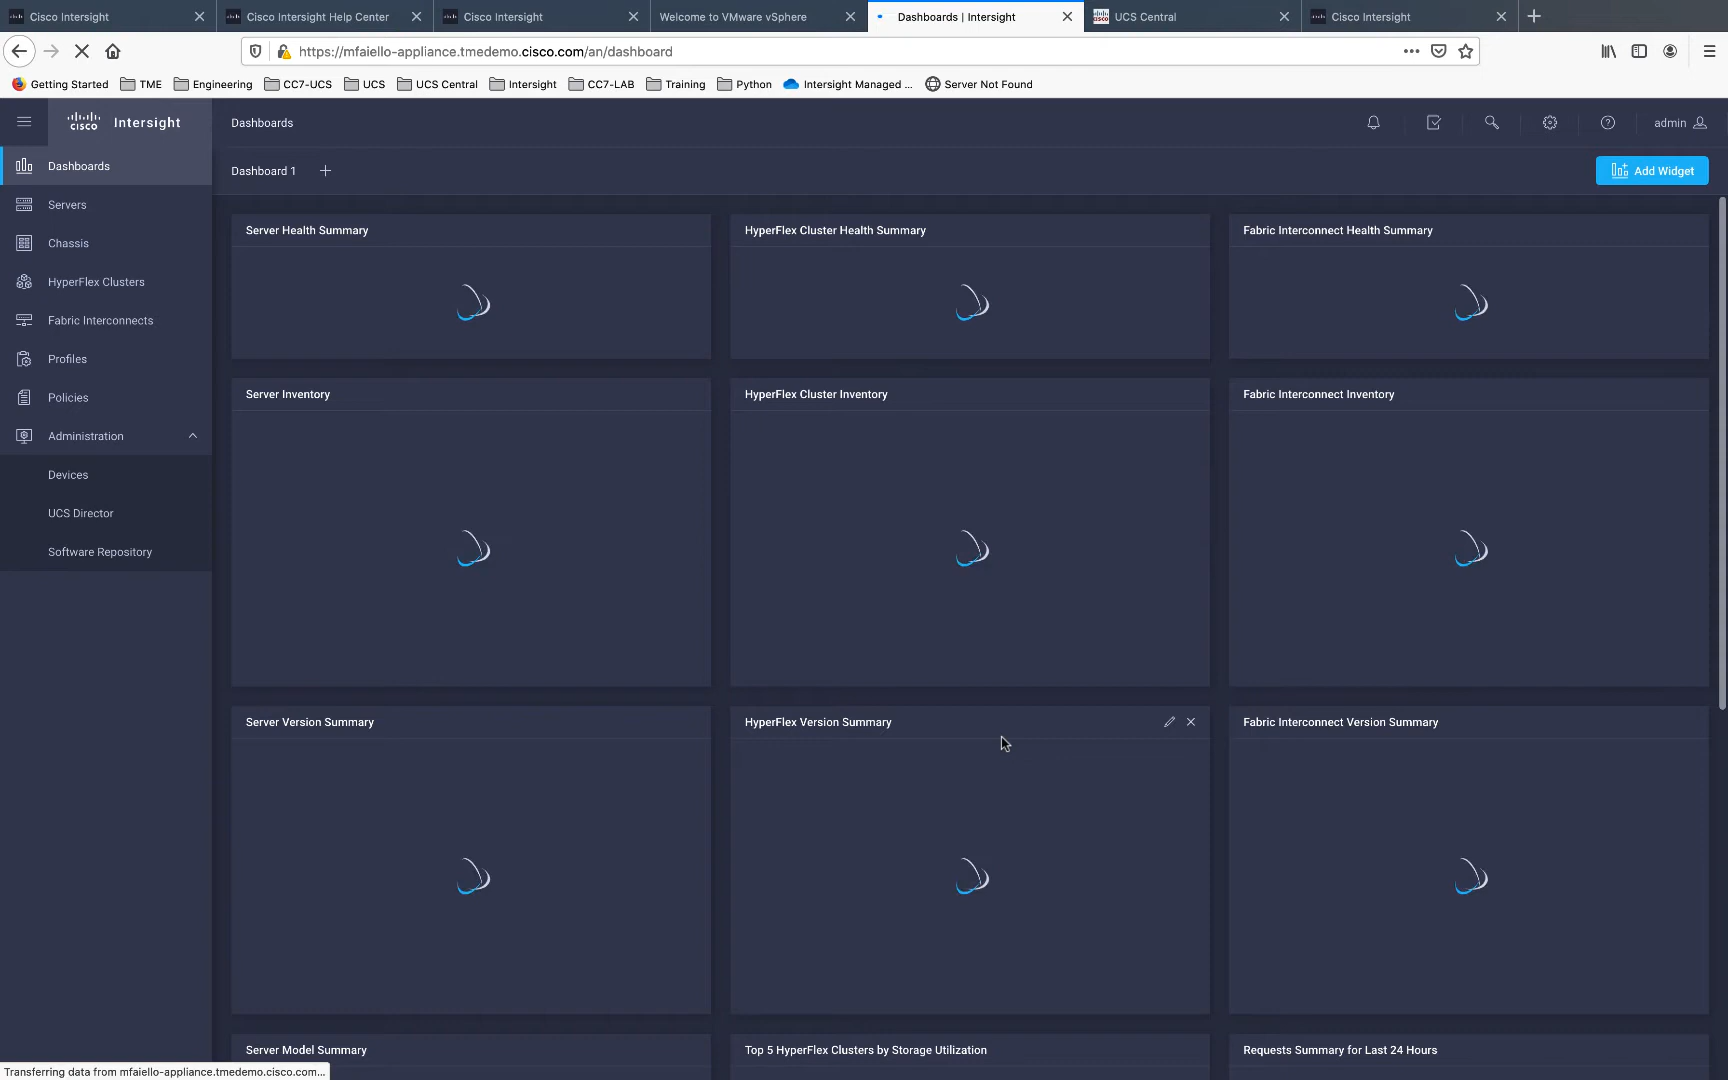 Cisco Intersight
Cisco Intersight Help Center
Cisco Intersight
Welcome to VMware vSphere
Dashboards | Intersight
UCS Central
Cisco Intersight
https://mfaiello-appliance.tmedemo.cisco.com/an/dashboard
Getting Started
TME
Engineering
CC7-UCS
UCS
UCS Central
Intersight
CC7-LAB
Training
Python
Intersight Managed ...
Server Not Found
CISCO Intersight
Dashboards
admin
Dashboards
Servers
Chassis
HyperFlex Clusters
Fabric Interconnects
Profiles
Policies
Administration
Devices
UCS Director
Software Repository
Dashboard 1
Add Widget
Server Health Summary
HyperFlex Cluster Health Summary
Fabric Interconnect Health Summary
Server Inventory
HyperFlex Cluster Inventory
Fabric Interconnect Inventory
Server Version Summary
HyperFlex Version Summary
Fabric Interconnect Version Summary
Server Model Summary
Top 5 HyperFlex Clusters by Storage Utilization
Requests Summary for Last 24 Hours
Transferring data from mfaiello-appliance.tmedemo.cisco.com...